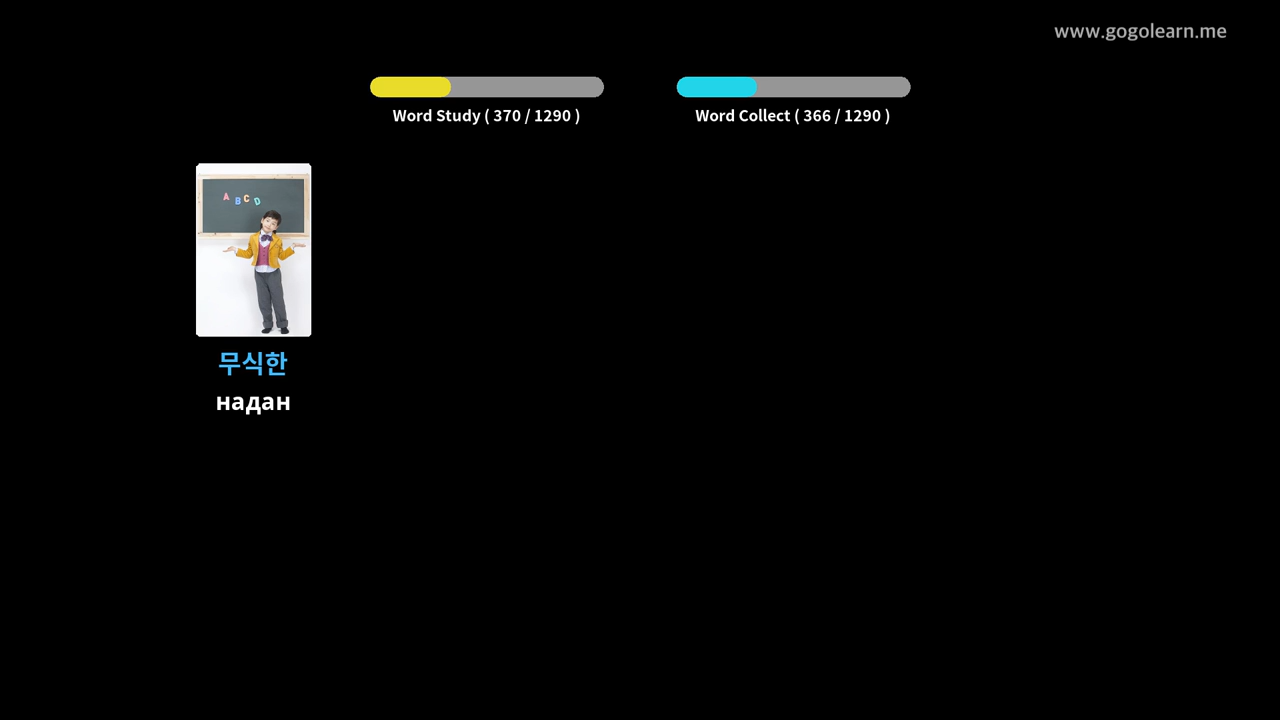 www.gogolearn.me
Word Study ( 370 / 1290 )
Word Collect ( 366 / 1290 )
A B C D
무식한
надан